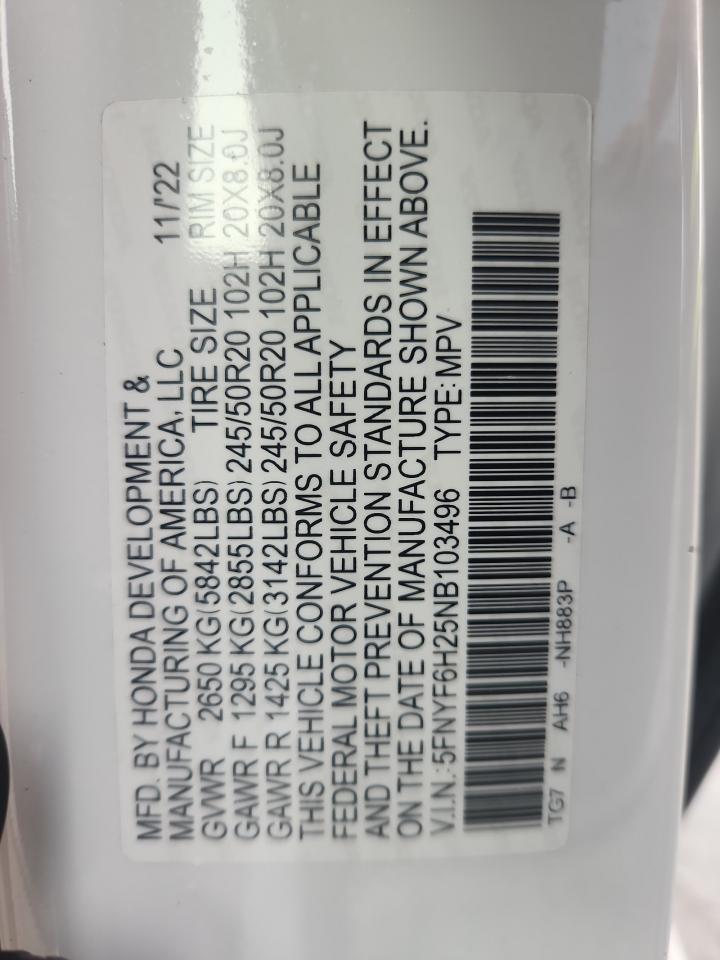 MFD. BY HONDA DEVELOPMENT &
MANUFACTURING OF AMERICA, LLC 11/'22
GVWR 2650 KG(5842LBS) TIRE SIZE RIM SIZE
GAWR F 1295 KG(2855LBS) 245/50R20 102H 20X8.0J
GAWR R 1425 KG(3142LBS) 245/50R20 102H 20X8.0J
THIS VEHICLE CONFORMS TO ALL APPLICABLE
FEDERAL MOTOR VEHICLE SAFETY
AND THEFT PREVENTION STANDARDS IN EFFECT
ON THE DATE OF MANUFACTURE SHOWN ABOVE.
V.I.N.: 5FNYF6H25NB103496 TYPE: MPV
TG7 N AH6 -NH883P -A -B